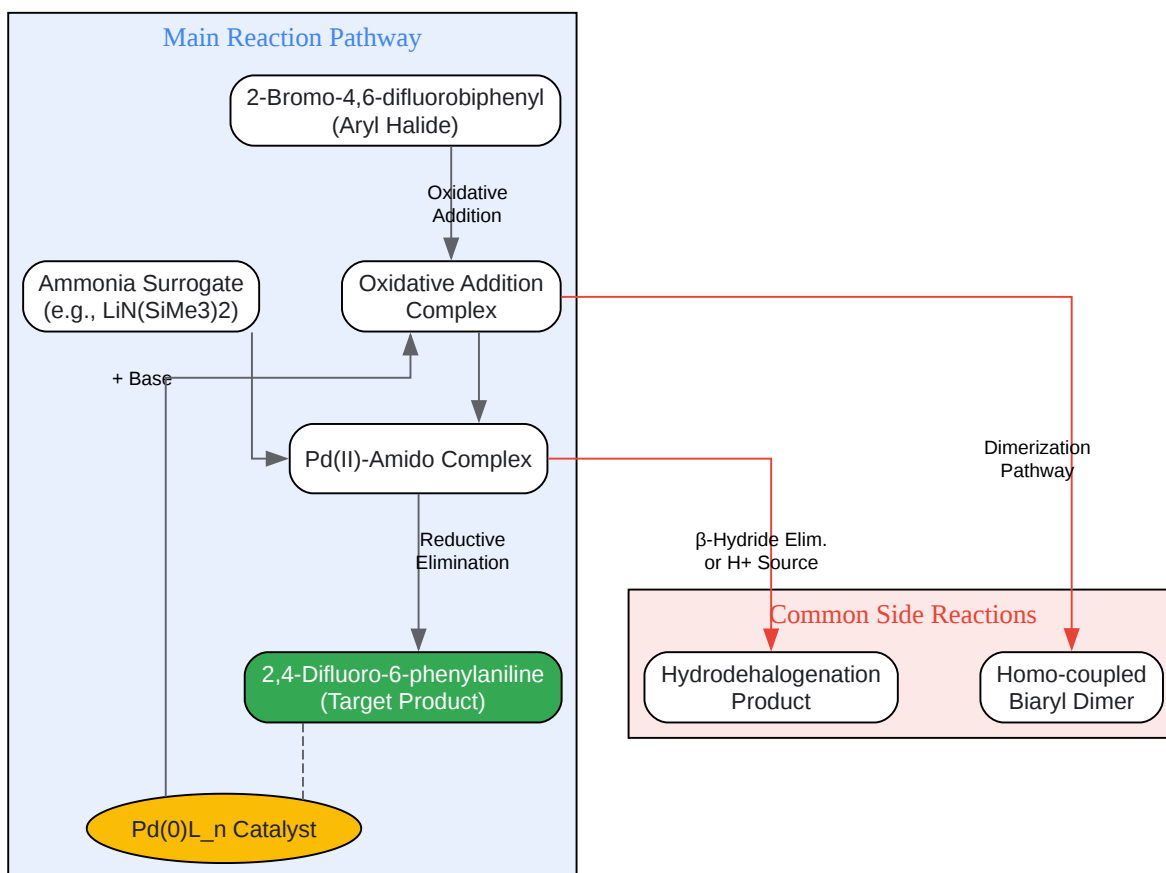 Main Reaction Pathway
2-Bromo-4,6-difluorobiphenyl
(Aryl Halide)
Oxidative
Addition
Ammonia Surrogate
(e.g., LiN(SiMe3)2)
Oxidative Addition
Complex
+ Base
Pd(II)-Amido Complex
Dimerization
Pathway
Reductive
Elimination
β-Hydride Elim.
or H+ Source
Common Side Reactions
2,4-Difluoro-6-phenylaniline
(Target Product)
Hydrodehalogenation
Product
Homo-coupled
Biaryl Dimer
Pd(0)L_n Catalyst